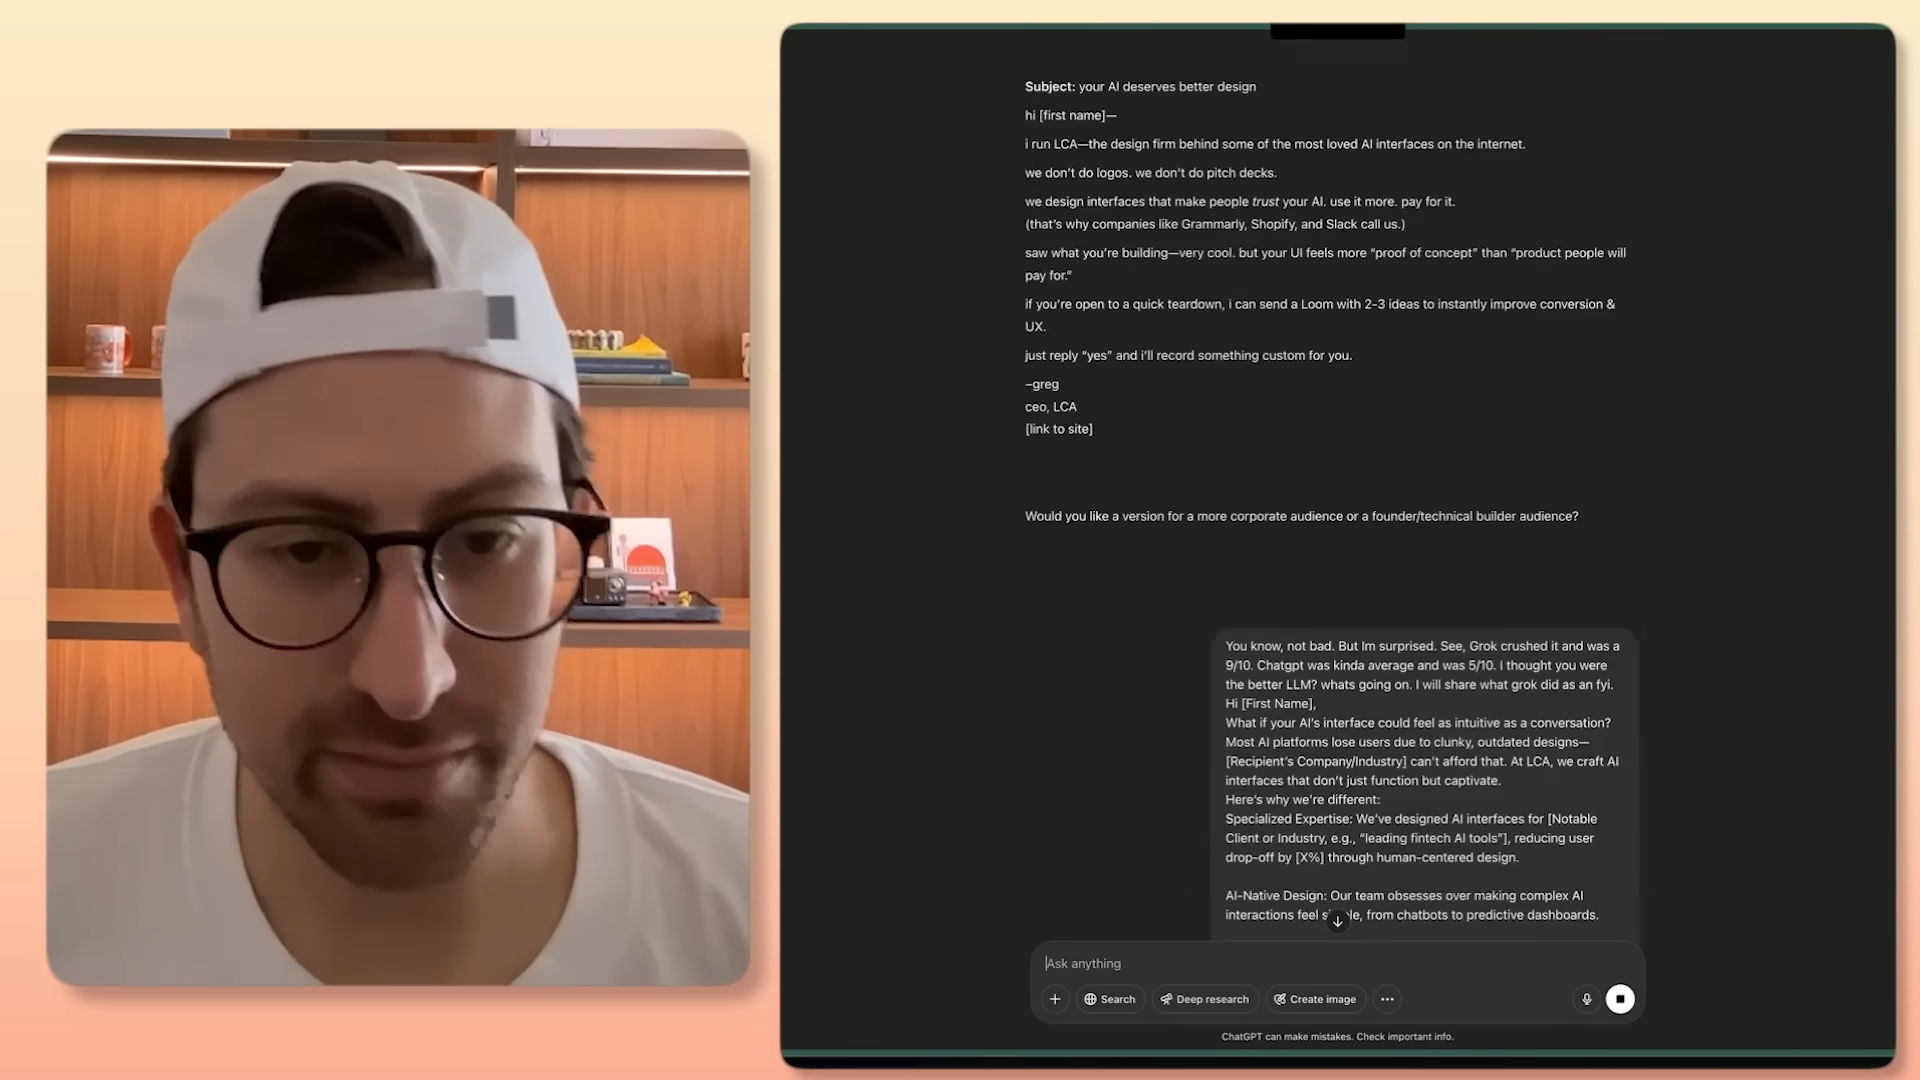 Subject: your AI deserves better design
hi [first name]—
i run LCA—the design firm behind some of the most loved AI interfaces on the internet.
we don't do logos. we don't do pitch decks.
we design interfaces that make people trust your AI. use it more. pay for it.
(that's why companies like Grammarly, Shopify, and Slack call us.)
saw what you're building—very cool. but your UI feels more “proof of concept” than “product people will
pay for.”
if you're open to a quick teardown, i can send a Loom with 2-3 ideas to instantly improve conversion &
UX.
just reply “yes” and i'll record something custom for you.
–greg
ceo, LCA
[link to site]
Would you like a version for a more corporate audience or a founder/technical builder audience?
You know, not bad. But Im surprised. See, Grok crushed it and was a
9/10. Chatgpt was kinda average and was 5/10. I thought you were
the better LLM? whats going on. I will share what grok did as an fyi.
Hi [First Name],
What if your AI's interface could feel as intuitive as a conversation?
Most AI platforms lose users due to clunky, outdated designs—
[Recipient's Company/Industry] can't afford that. At LCA, we craft AI
interfaces that don't just function but captivate.
Here's why we're different:
Specialized Expertise: We've designed AI interfaces for [Notable
Client or Industry, e.g., “leading fintech AI tools”], reducing user
drop-off by [X%] through human-centered design.
AI-Native Design: Our team obsesses over making complex AI
interactions feel from chatbots to predictive dashboards.
Ask anything
Search
Deep research
Create image
ChatGPT can make mistakes. Check important info.